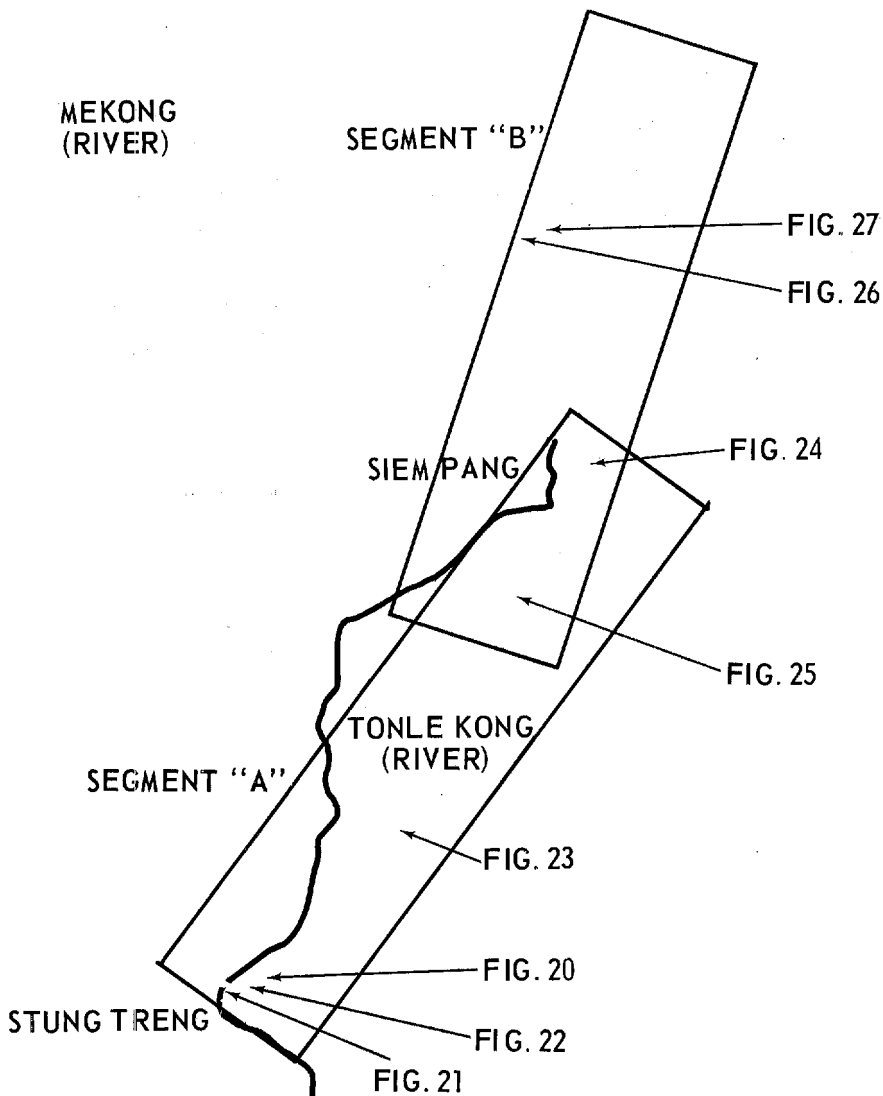 MEKONG
(RIVER)
SEGMENT "B"
FIG. 27
FIG. 26
SIEM PANG
FIG. 24
FIG. 25
TONLE KONG
(RIVER)
SEGMENT "A"
FIG. 23
FIG. 20
STUNG TRENG
FIG. 22
FIG. 21